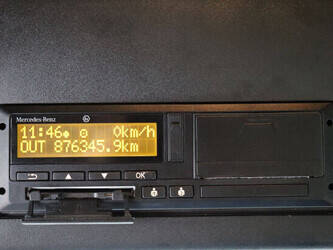 Mercedes-Benz
11:46 0km/h
OUT 876345.9km
OK